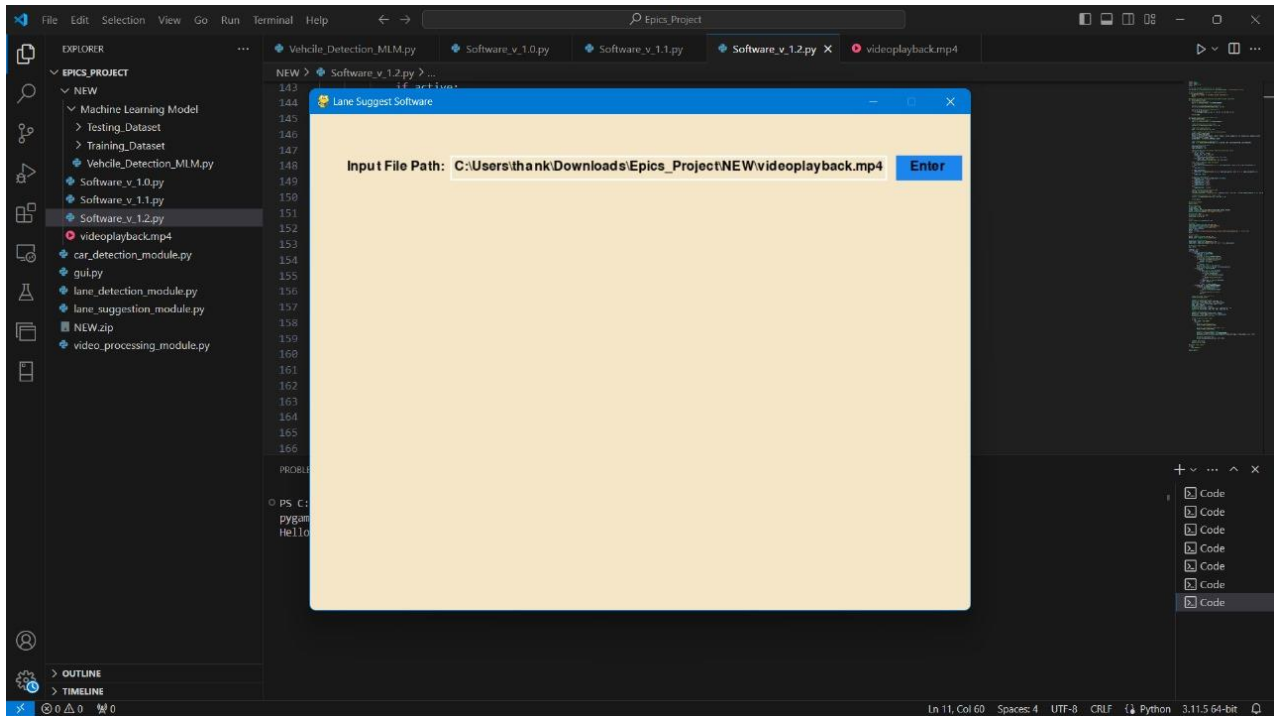 File Edit Selection View Go Run Terminal Help
Epics_Project
EXPLORER
Vehcile_Detection_MLM.py Software_v_1.0.py Software_v_1.1.py Software_v_1.2.py videoplayback.mp4
EPICS_PROJECT
NEW > Software_v_1.2.py > ...
NEW
Machine Learning Model
Testing_Dataset
Training_Dataset
Vehcile_Detection_MLM.py
Software_v_1.0.py
Software_v_1.1.py
Software_v_1.2.py
videoplayback.mp4
car_detection_module.py
gui.py
lane_detection_module.py
lane_suggestion_module.py
NEW.zip
video_processing_module.py
143 if active:
144
145
146
147
148
149
150
151
152
153
154
155
156
157
158
159
160
161
162
163
164
165
166
Lane Suggest Software
Input File Path: C:\Users\thank\Downloads\Epics_Project\NEW\videoplayback.mp4 Enter
PROBLE
PS C:
pygam
Hello
Code
Code
Code
Code
Code
Code
Code
OUTLINE
TIMELINE
0 0 0 Ln 11, Col 60 Spaces: 4 UTF-8 CRLF Python 3.11.5 64-bit